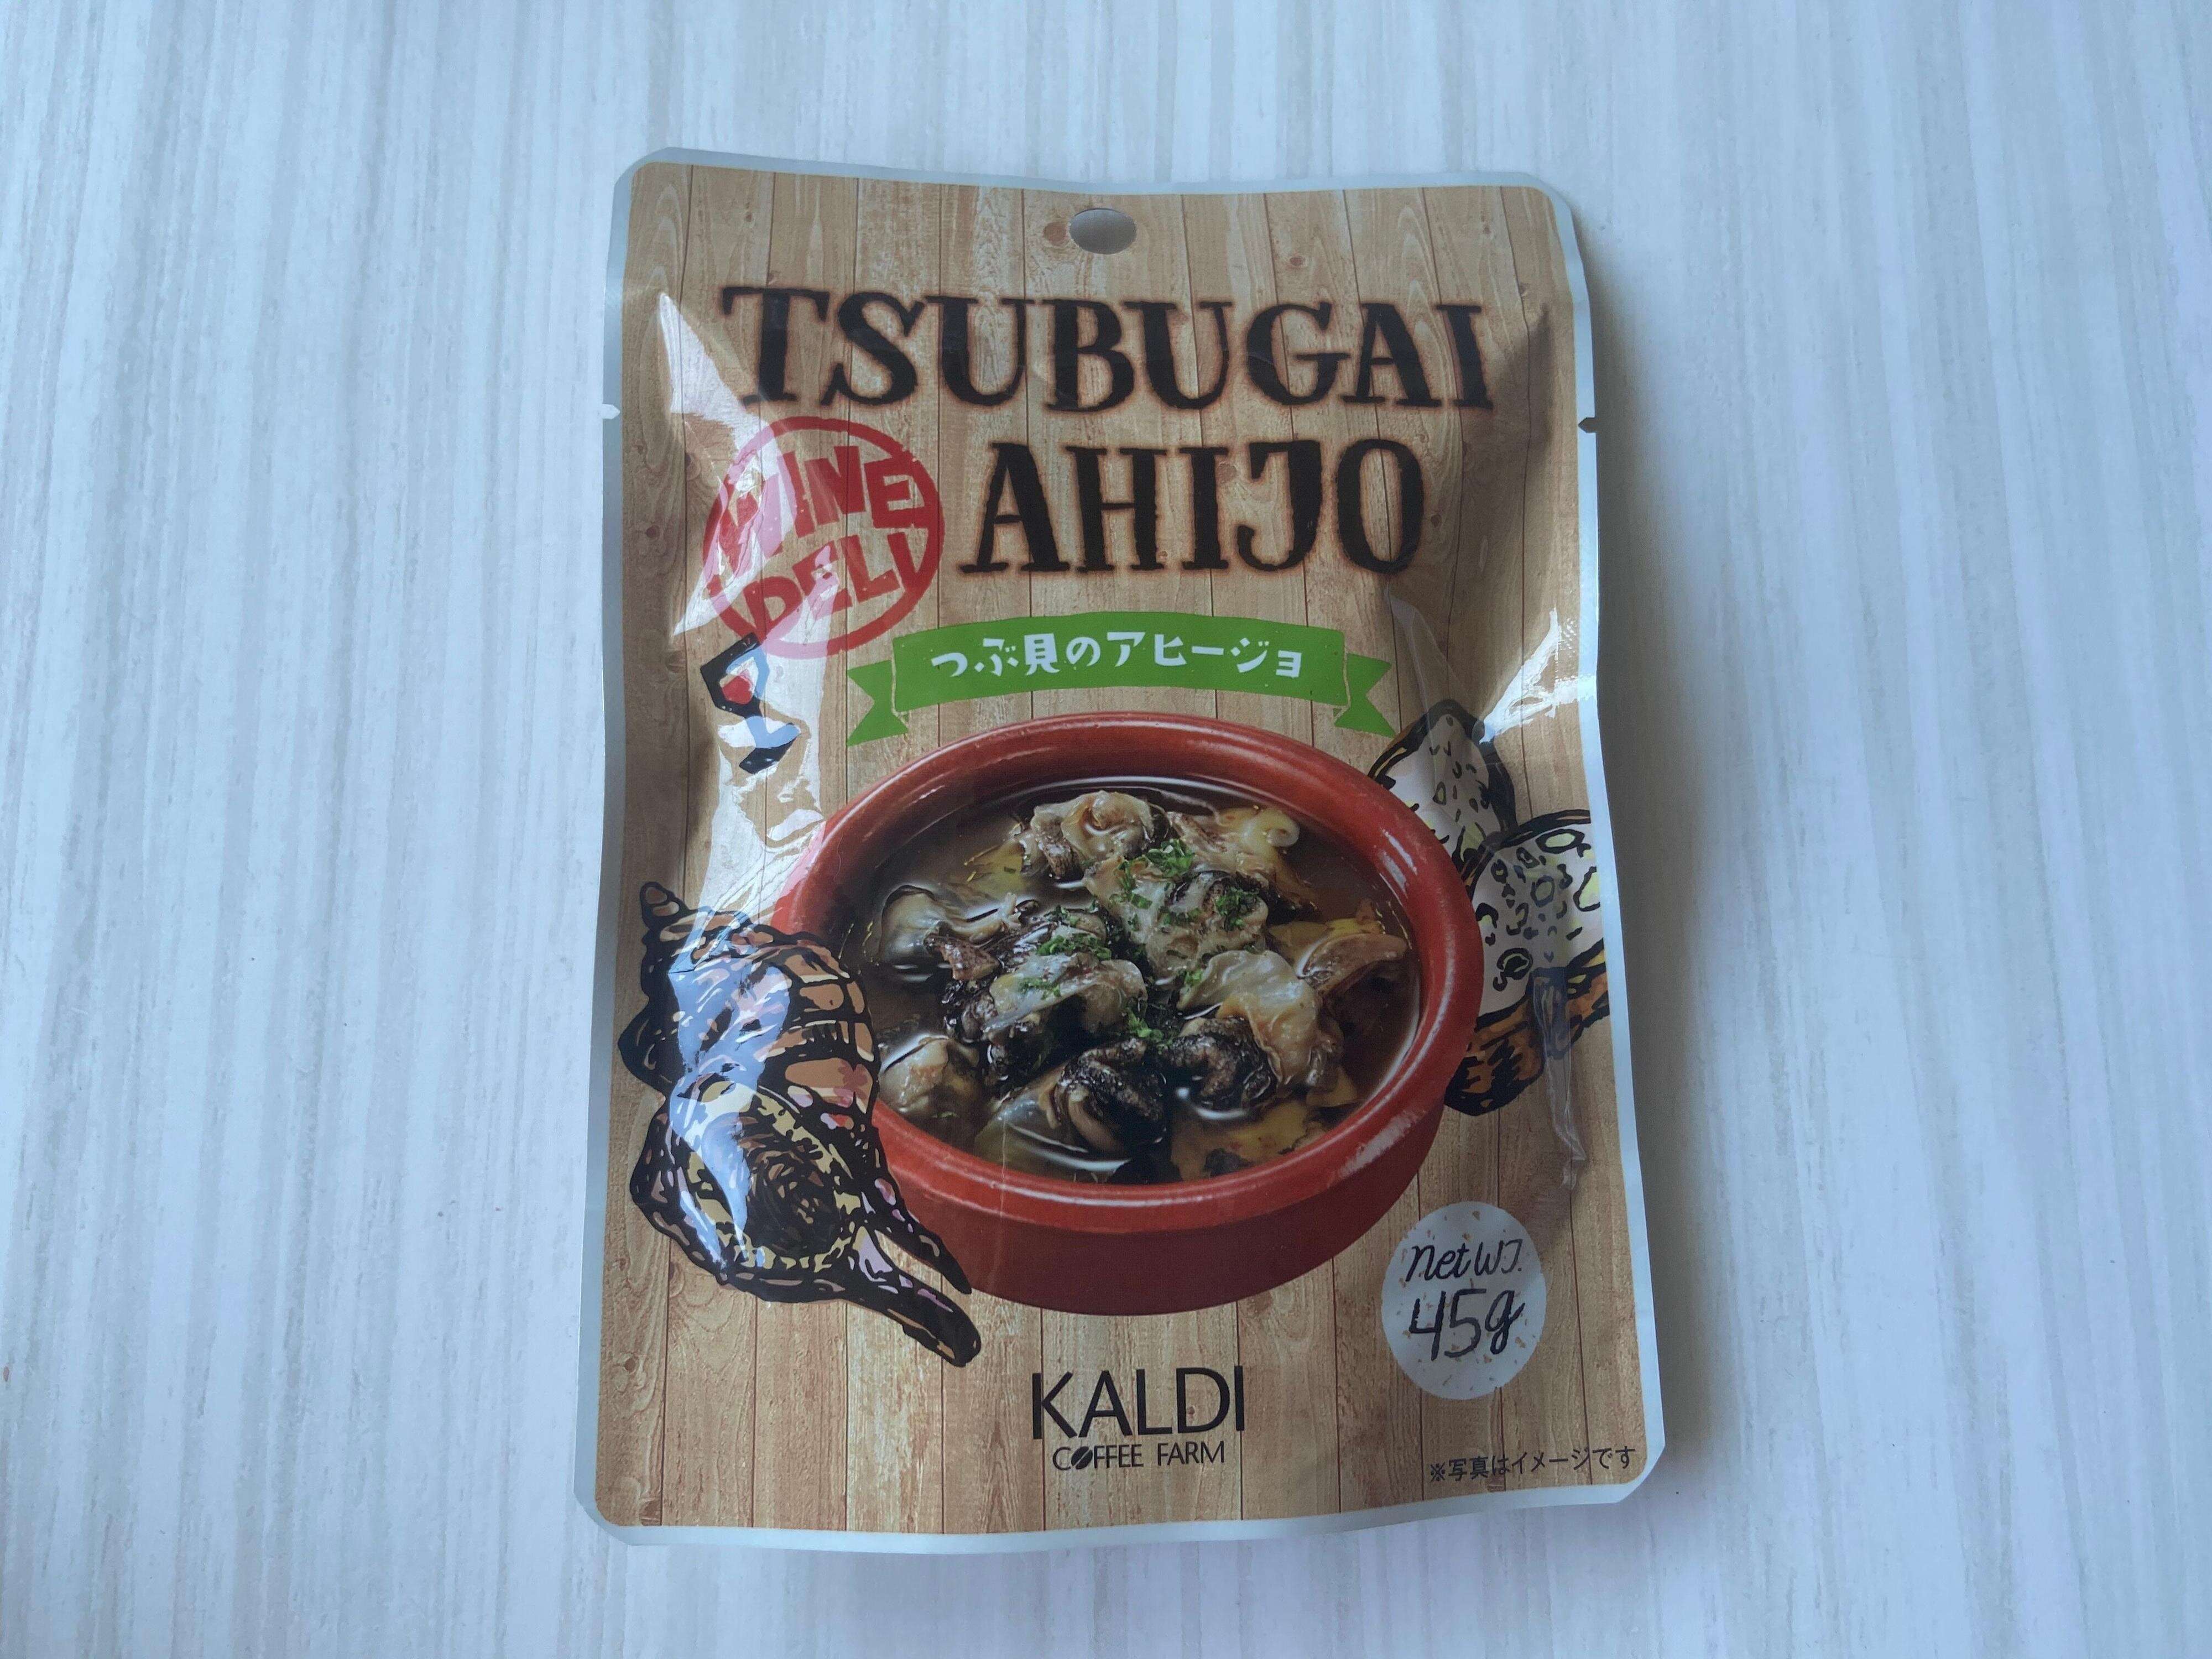 TSUBUGAI
AHIJO
WINE
DELI
つぶ貝のアヒージョ
Net WT.
45g
KALDI
COFFEE FARM
※写真はイメージです